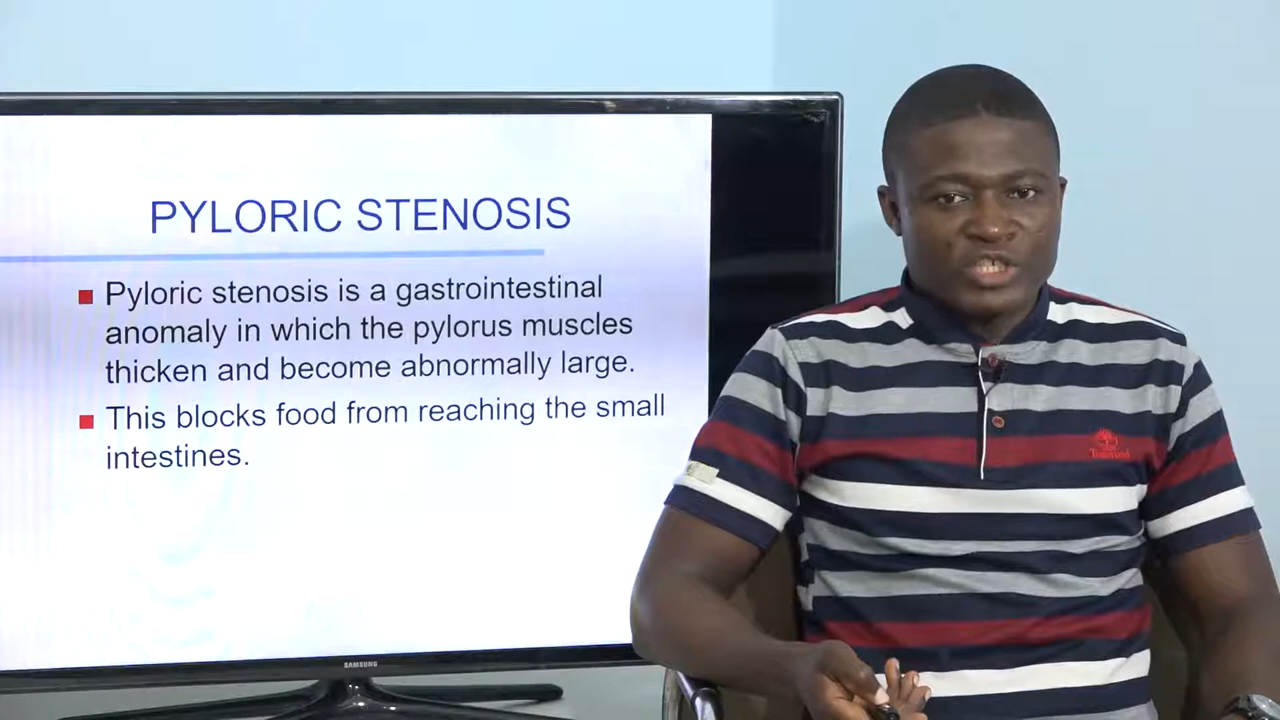 PYLORIC STENOSIS
Pyloric stenosis is a gastrointestinal
anomaly in which the pylorus muscles
thicken and become abnormally large.
This blocks food from reaching the small
intestines.
SAMSUNG
Timberland